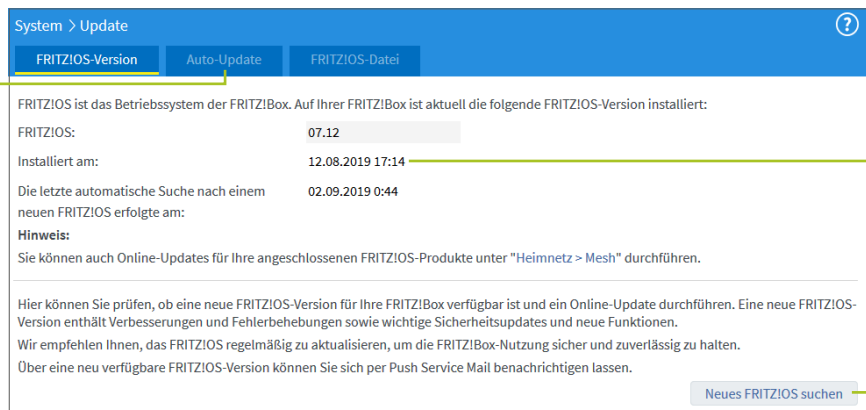 System > Update
?
FRITZ!OS-Version
Auto-Update
FRITZ!OS-Datei
FRITZ!OS ist das Betriebssystem der FRITZ!Box. Auf Ihrer FRITZ!Box ist aktuell die folgende FRITZ!OS-Version installiert:
FRITZ!OS: 07.12
Installiert am: 12.08.2019 17:14
Die letzte automatische Suche nach einem 02.09.2019 0:44
neuen FRITZ!OS erfolgte am:
Hinweis:
Sie können auch Online-Updates für Ihre angeschlossenen FRITZ!OS-Produkte unter "Heimnetz > Mesh" durchführen.
Hier können Sie prüfen, ob eine neue FRITZ!OS-Version für Ihre FRITZ!Box verfügbar ist und ein Online-Update durchführen. Eine neue FRITZ!OS-
Version enthält Verbesserungen und Fehlerbehebungen sowie wichtige Sicherheitsupdates und neue Funktionen.
Wir empfehlen Ihnen, das FRITZ!OS regelmäßig zu aktualisieren, um die FRITZ!Box-Nutzung sicher und zuverlässig zu halten.
Über eine neu verfügbare FRITZ!OS-Version können Sie sich per Push Service Mail benachrichtigen lassen.
Neues FRITZ!OS suchen